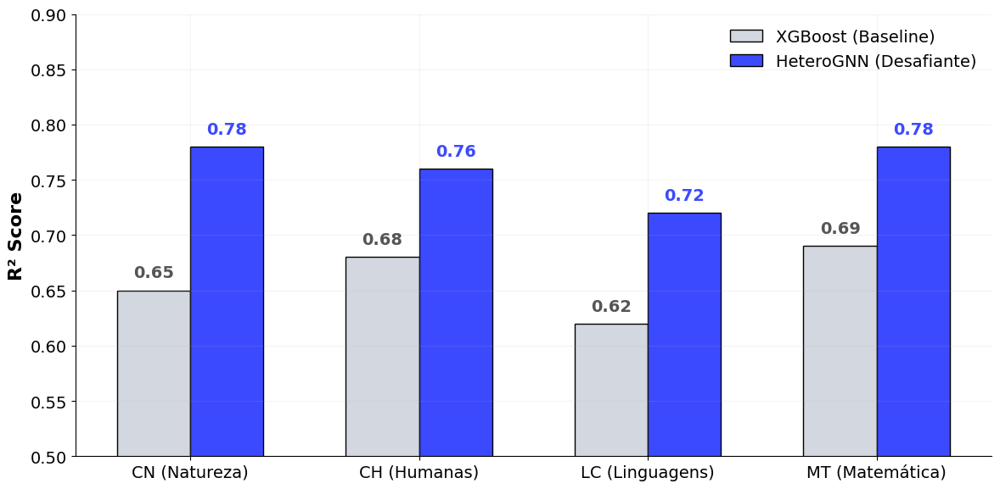 R² Score
0.90
0.85
0.80
0.75
0.70
0.65
0.60
0.55
0.50
XGBoost (Baseline)
HeteroGNN (Desafiante)
0.65
0.78
0.68
0.76
0.62
0.72
0.69
0.78
CN (Natureza)
CH (Humanas)
LC (Linguagens)
MT (Matemática)